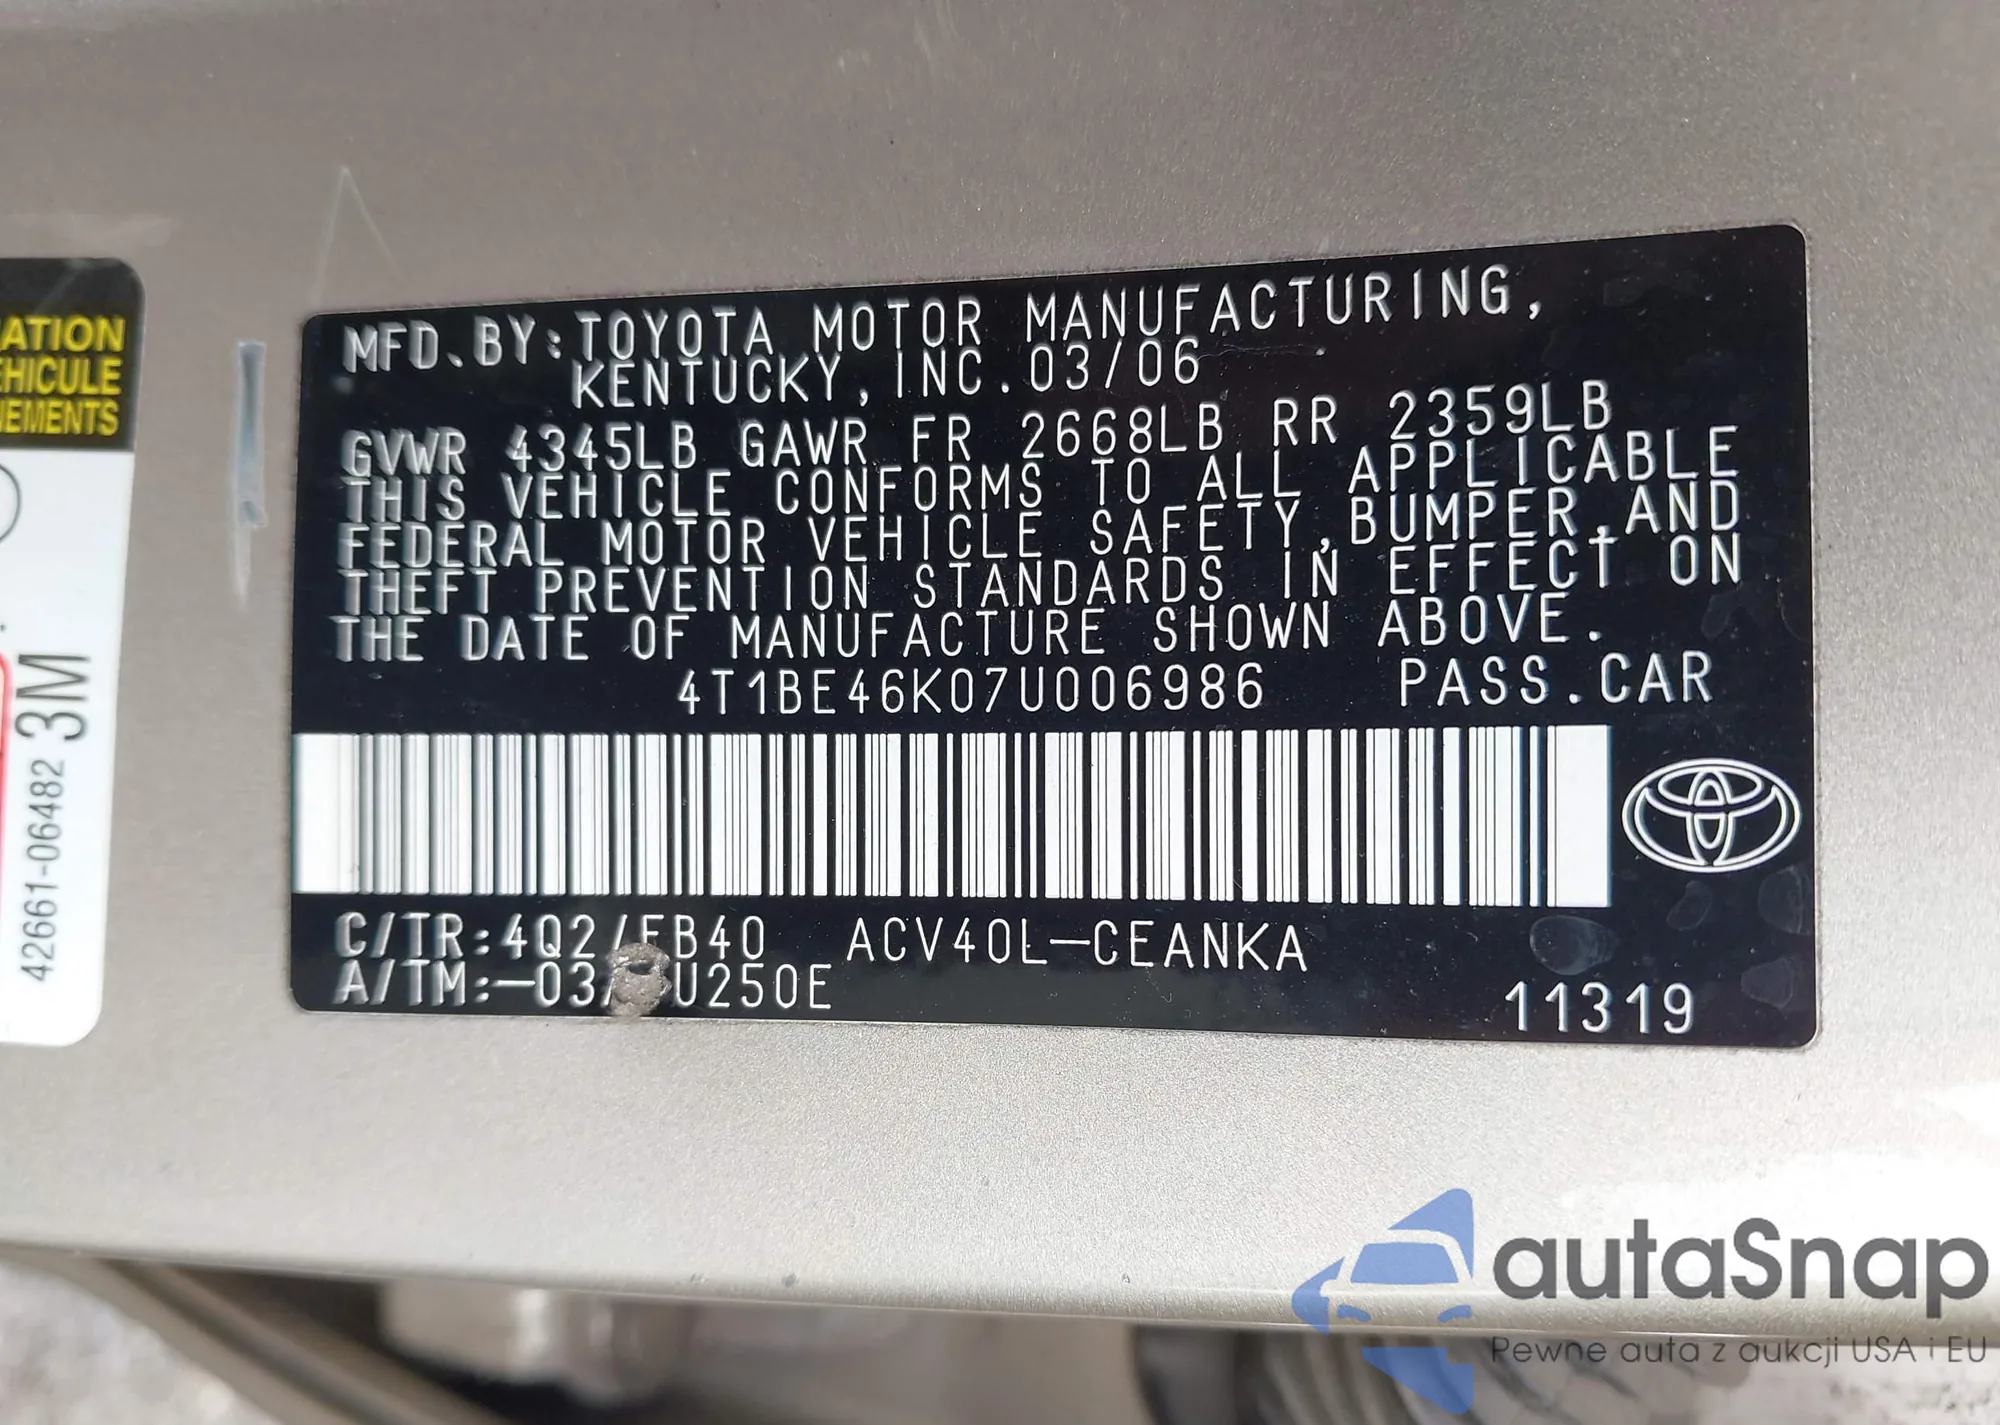 ATION
EHICULE
NEMENTS
3M
42661-06482
MFD. BY: TOYOTA MOTOR MANUFACTURING,
KENTUCKY, INC. 03/06
GVWR 4345LB GAWR FR 2668LB RR 2359LB
THIS VEHICLE CONFORMS TO ALL APPLICABLE
FEDERAL MOTOR VEHICLE SAFETY, BUMPER, AND
THEFT PREVENTION STANDARDS IN EFFECT ON
THE DATE OF MANUFACTURE SHOWN ABOVE.
4T1BE46K07U006986 PASS. CAR
C/TR: 4Q2/FB40 ACV40L-CEANKA
A/TM: -03/ U250E
11319
autaSnap
Pewne auta z aukcji USA i EU